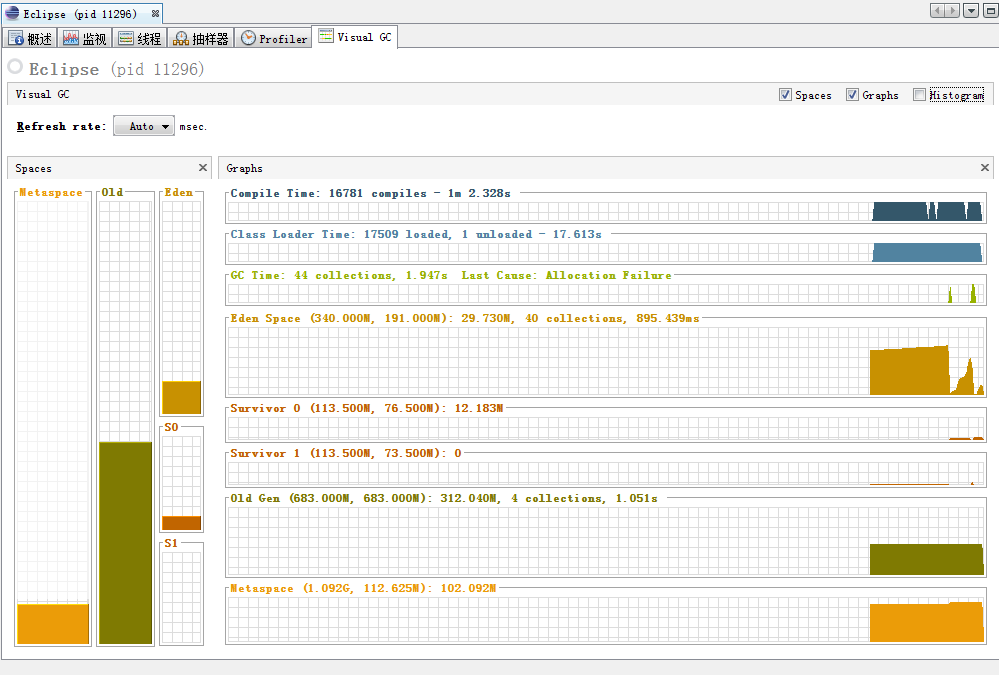 Eclipse (pid 11296)
概述 监视 线程 抽样器 Profiler Visual GC
Eclipse (pid 11296)
Visual GC Spaces Graphs Histogram
Refresh rate: Auto msec.
Spaces Graphs
Metaspace Old Eden
S0
S1
Compile Time: 16781 compiles - 1m 2.328s
Class Loader Time: 17509 loaded, 1 unloaded - 17.613s
GC Time: 44 collections, 1.947s Last Cause: Allocation Failure
Eden Space (340.000M, 191.000M): 29.730M, 40 collections, 895.439ms
Survivor 0 (113.500M, 76.500M): 12.183M
Survivor 1 (113.500M, 73.500M): 0
Old Gen (683.000M, 683.000M): 312.040M, 4 collections, 1.051s
Metaspace (1.092G, 112.625M): 102.092M